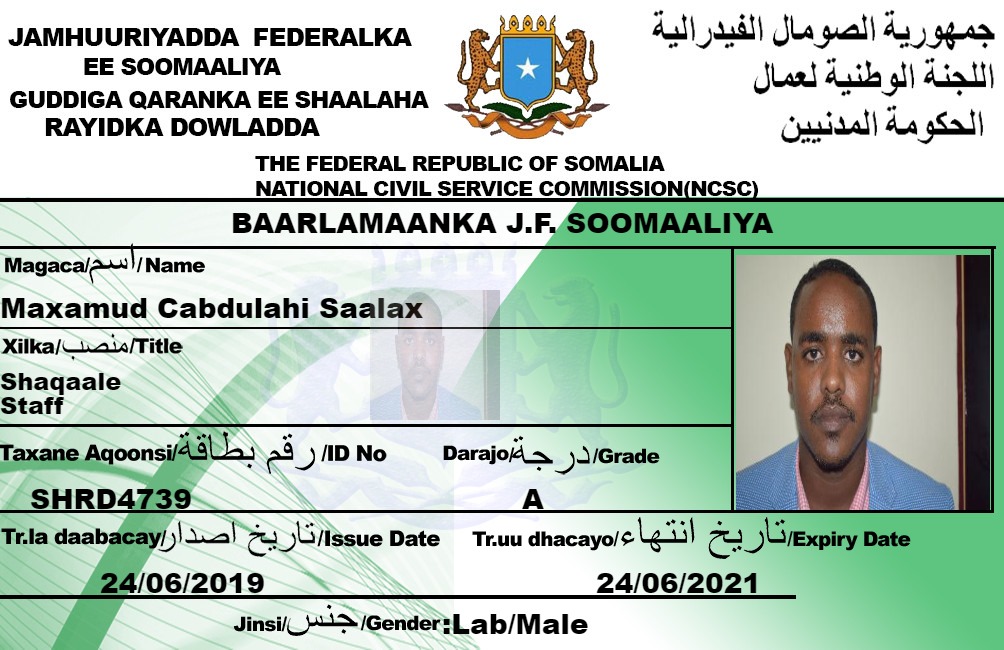 JAMHUURIYADDA FEDERALKA
EE SOOMAALIYA
GUDDIGA QARANKA EE SHAALAHA
RAYIDKA DOWLADDA
جمهورية الصومال الفيدرالية
اللجنة الوطنية لعمال
الحكومة المدنيين
THE FEDERAL REPUBLIC OF SOMALIA
NATIONAL CIVIL SERVICE COMMISSION(NCSC)
BAARLAMAANKA J.F. SOOMAALIYA
Magaca/اسم/Name
Maxamud Cabdulahi Saalax
Xilka/منصب/Title
Shaqaale
Staff
Taxane Aqoonsi/رقم بطاقة/ID No
Darajo/درجة/Grade
SHRD4739
A
Tr.la daabacay/تاريخ اصدار/Issue Date
Tr.uu dhacayo/تاريخ انتهاء/Expiry Date
24/06/2019
24/06/2021
Jinsi/جنس/Gender:Lab/Male